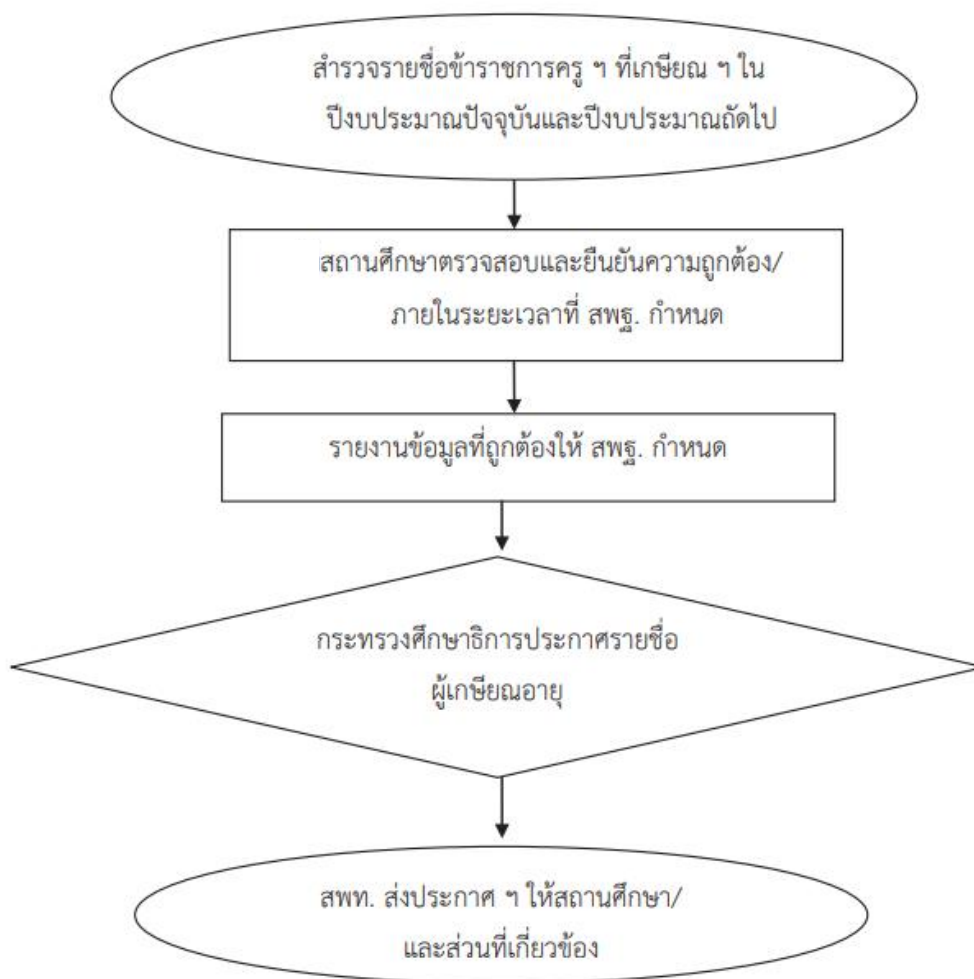 สำรวจรายชื่อข้าราชการครู ฯ ที่เกษียณ ฯ ใน
ปีงบประมาณปัจจุบันและปีงบประมาณถัดไป
สถานศึกษาตรวจสอบและยืนยันความถูกต้อง/
ภายในระยะเวลาที่ สพฐ. กำหนด
รายงานข้อมูลที่ถูกต้องให้ สพฐ. กำหนด
กระทรวงศึกษาธิการประกาศรายชื่อ
ผู้เกษียณอายุ
สพท. ส่งประกาศ ฯ ให้สถานศึกษา/
และส่วนที่เกี่ยวข้อง